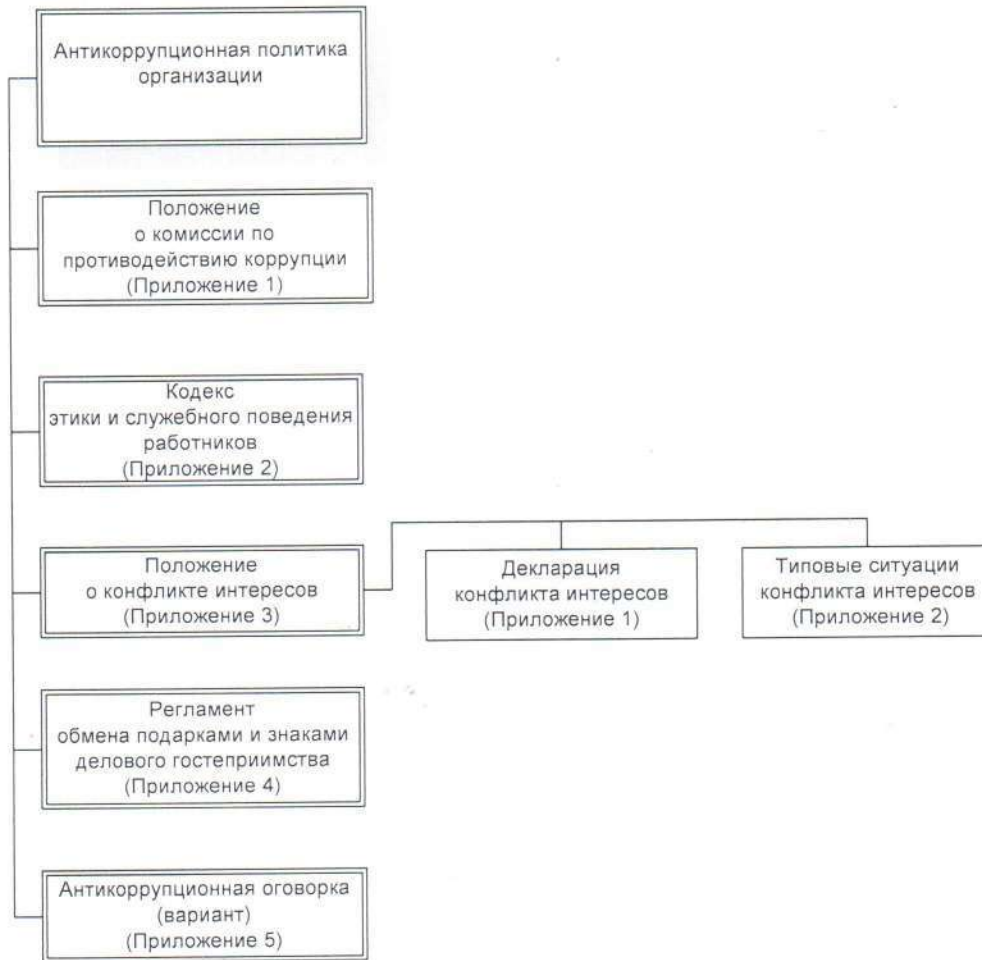 Антикоррупционная политика
организации
Положение
о комиссии по
противодействию коррупции
(Приложение 1)
Кодекс
этики и служебного поведения
работников
(Приложение 2)
Положение
о конфликте интересов
(Приложение 3)
Декларация
конфликта интересов
(Приложение 1)
Типовые ситуации
конфликта интересов
(Приложение 2)
Регламент
обмена подарками и знаками
делового гостеприимства
(Приложение 4)
Антикоррупционная оговорка
(вариант)
(Приложение 5)